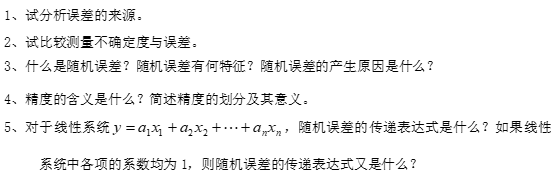 1、试分析误差的来源。
2、试比较测量不确定度与误差。
3、什么是随机误差？随机误差有何特征？随机误差的产生原因是什么？
4、精度的含义是什么？简述精度的划分及其意义。
5、对于线性系统 y = a₁x₁ + a₂x₂ + ⋯ + aₙxₙ，随机误差的传递表达式是什么？如果线性
系统中各项的系数均为 1，则随机误差的传递表达式又是什么？